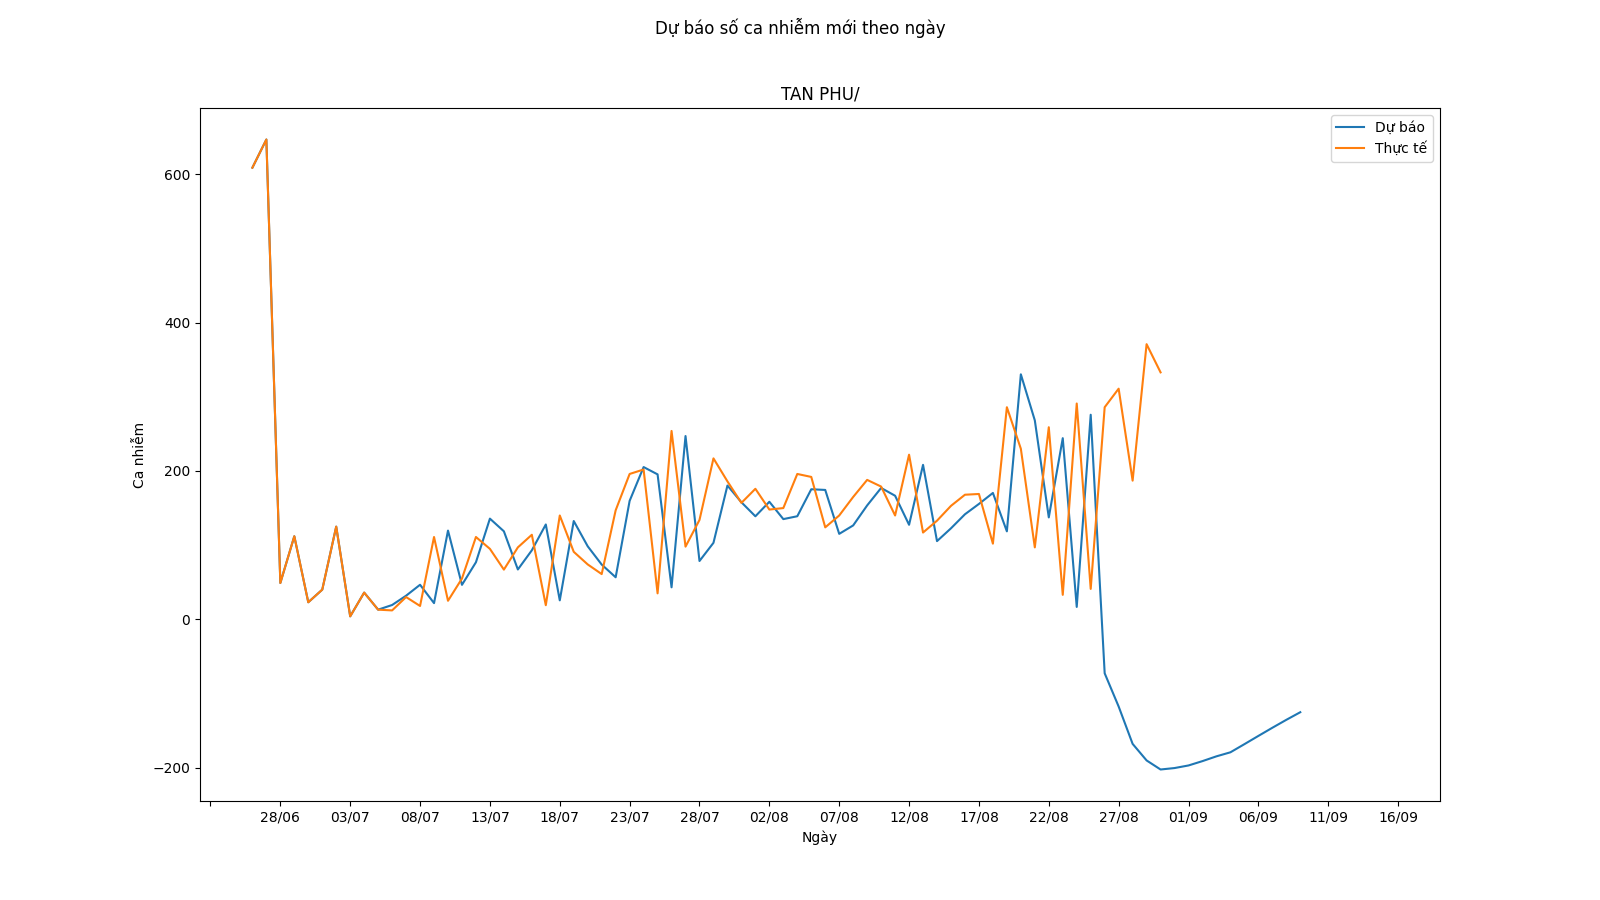 Dự báo số ca nhiễm mới theo ngày
TAN PHU/
Dự báo
Thực tế
600
400
200
0
−200
Ca nhiễm
28/06 03/07 08/07 13/07 18/07 23/07 28/07 02/08 07/08 12/08 17/08 22/08 27/08 01/09 06/09 11/09 16/09
Ngày